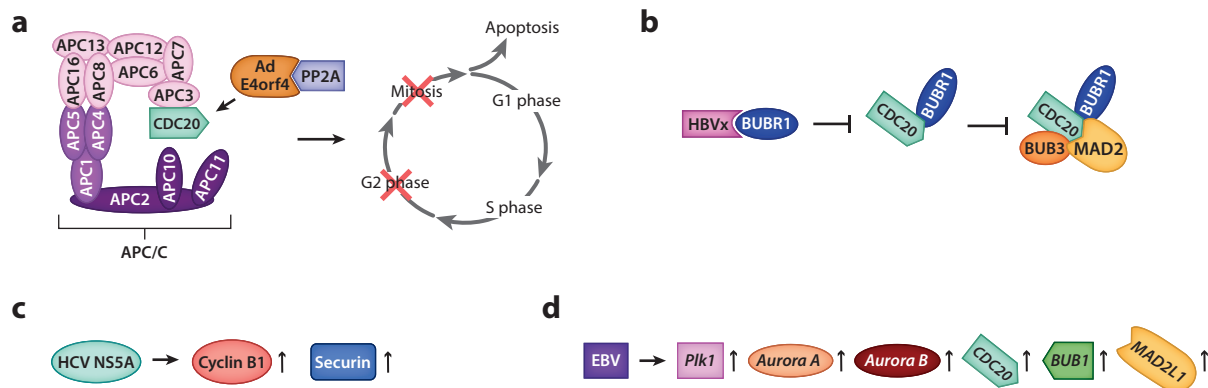 a
APC13
APC12
APC7
APC16
APC8
APC6
APC3
CDC20
APC5
APC4
APC1
APC10
APC11
APC2
APC/C
Ad
E4orf4
PP2A
Apoptosis
Mitosis
G1 phase
G2 phase
S phase
b
HBVx
BUBR1
CDC20
BUBR1
CDC20
BUBR1
BUB3
MAD2
c
HCV NS5A
Cyclin B1
Securin
d
EBV
Plk1
Aurora A
Aurora B
CDC20
BUB1
MAD2L1